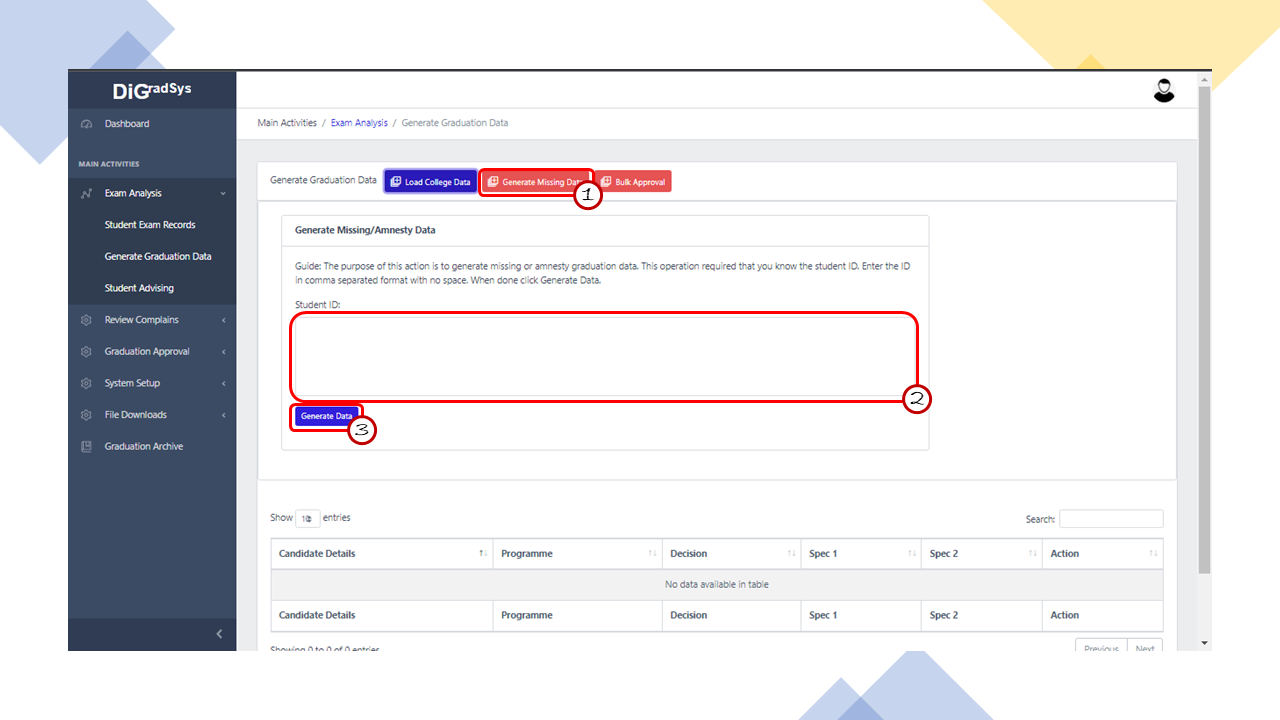 DiGradSys
Dashboard
MAIN ACTIVITIES
Exam Analysis
Student Exam Records
Generate Graduation Data
Student Advising
Review Complains
Graduation Approval
System Setup
File Downloads
Graduation Archive
Main Activities / Exam Analysis / Generate Graduation Data
Generate Graduation Data Load College Data Generate Missing Data Bulk Approval
1
Generate Missing/Amnesty Data
Guide: The purpose of this action is to generate missing or amnesty graduation data. This operation required that you know the student ID. Enter the ID
in comma separated format with no space. When done click Generate Data.
Student ID:
2
Generate Data
3
Show 10 entries
Search:
Candidate Details Programme Decision Spec 1 Spec 2 Action
No data available in table
Candidate Details Programme Decision Spec 1 Spec 2 Action
Showing 0 to 0 of 0 entries
Previous Next